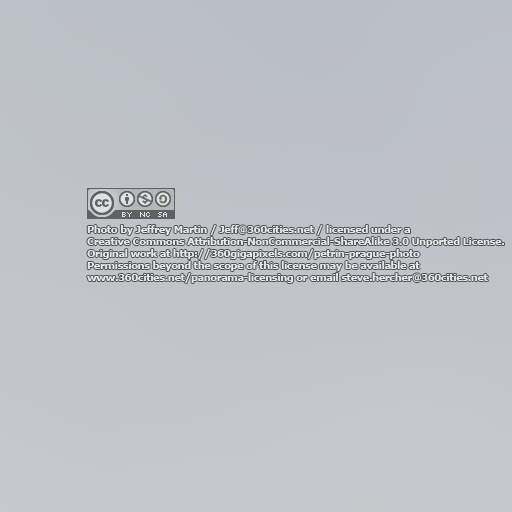 cc
BY NC SA
Photo by Jeffrey Martin / Jeff@360cities.net / licensed under a
Creative Commons Attribution-NonCommercial-ShareAlike 3.0 Unported License.
Original work at http://360gigapixels.com/petrin-prague-photo
Permissions beyond the scope of this license may be available at
www.360cities.net/panorama-licensing or email steve.hercher@360cities.net